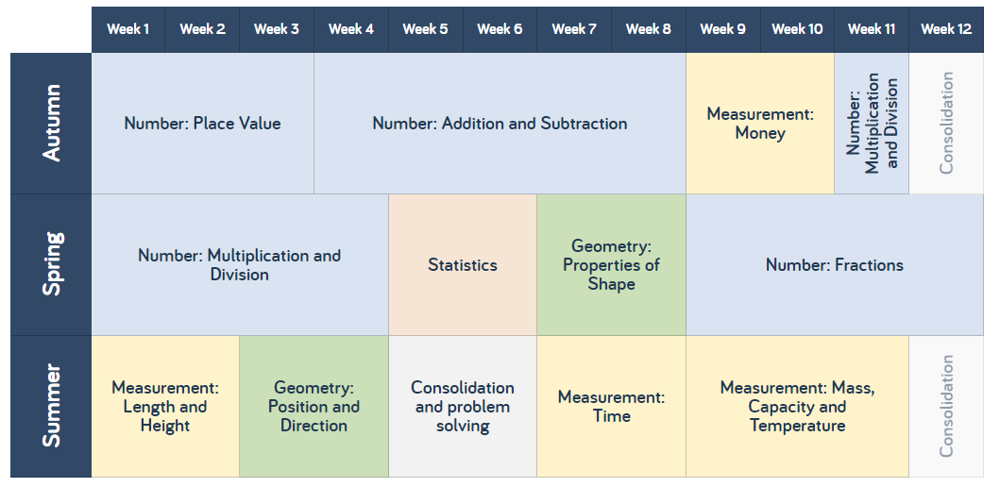 Week 1 Week 2 Week 3 Week 4 Week 5 Week 6 Week 7 Week 8 Week 9 Week 10 Week 11 Week 12
Autumn
Number: Place Value
Number: Addition and Subtraction
Measurement:
Money
Number:
Multiplication
and Division
Consolidation
Spring
Number: Multiplication and
Division
Statistics
Geometry:
Properties of
Shape
Number: Fractions
Summer
Measurement:
Length and
Height
Geometry:
Position and
Direction
Consolidation
and problem
solving
Measurement:
Time
Measurement: Mass,
Capacity and
Temperature
Consolidation